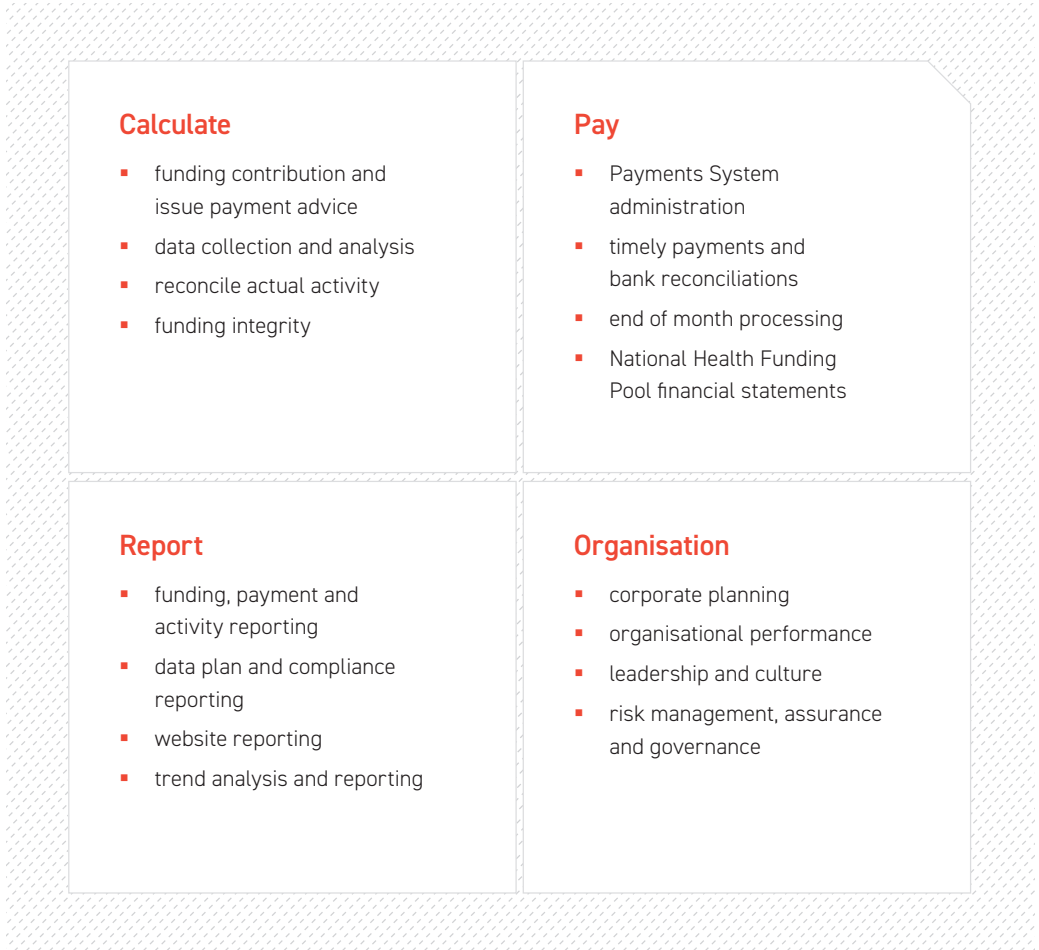 Calculate
▪ funding contribution and
issue payment advice
▪ data collection and analysis
▪ reconcile actual activity
▪ funding integrity
Pay
▪ Payments System
administration
▪ timely payments and
bank reconciliations
▪ end of month processing
▪ National Health Funding
Pool financial statements
Report
▪ funding, payment and
activity reporting
▪ data plan and compliance
reporting
▪ website reporting
▪ trend analysis and reporting
Organisation
▪ corporate planning
▪ organisational performance
▪ leadership and culture
▪ risk management, assurance
and governance